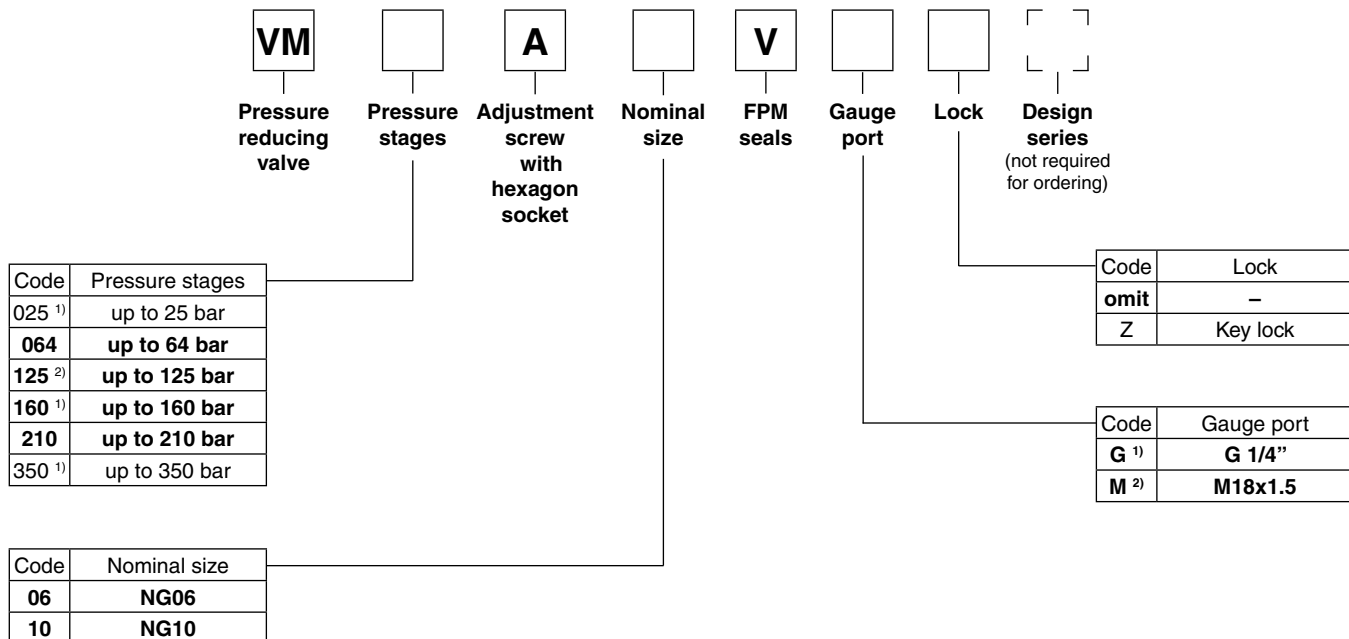 VM A V
Pressure reducing valve
Pressure stages
Adjustment screw with hexagon socket
Nominal size
FPM seals
Gauge port
Lock
Design series (not required for ordering)
Code Pressure stages
025 1) up to 25 bar
064 up to 64 bar
125 2) up to 125 bar
160 1) up to 160 bar
210 up to 210 bar
350 1) up to 350 bar
Code Lock
omit –
Z Key lock
Code Gauge port
G 1) G 1/4”
M 2) M18x1.5
Code Nominal size
06 NG06
10 NG10